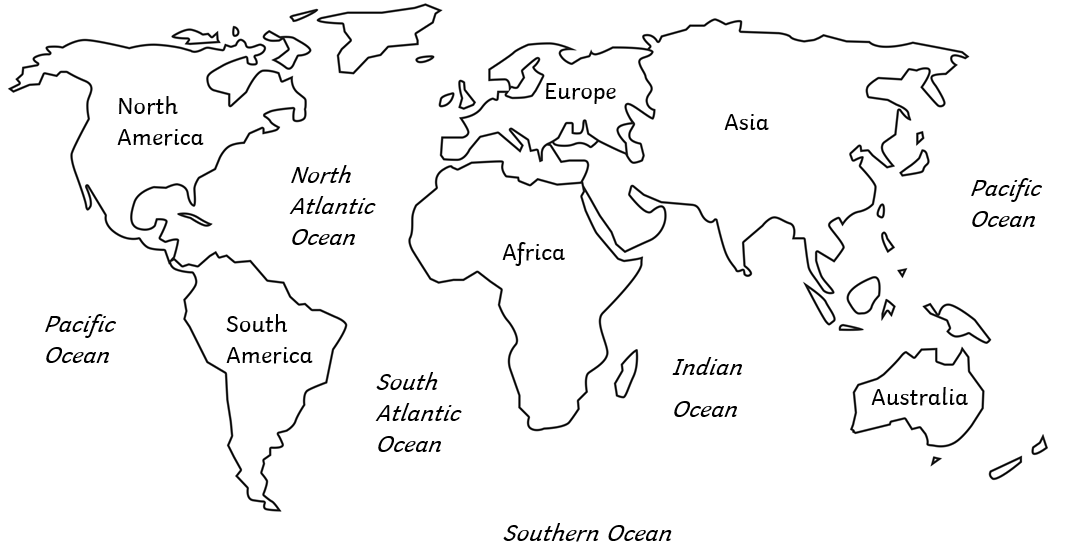 North
America
Europe
Asia
North
Atlantic
Ocean
Pacific
Ocean
Africa
Pacific
Ocean
South
America
South
Atlantic
Ocean
Indian
Ocean
Australia
Southern Ocean